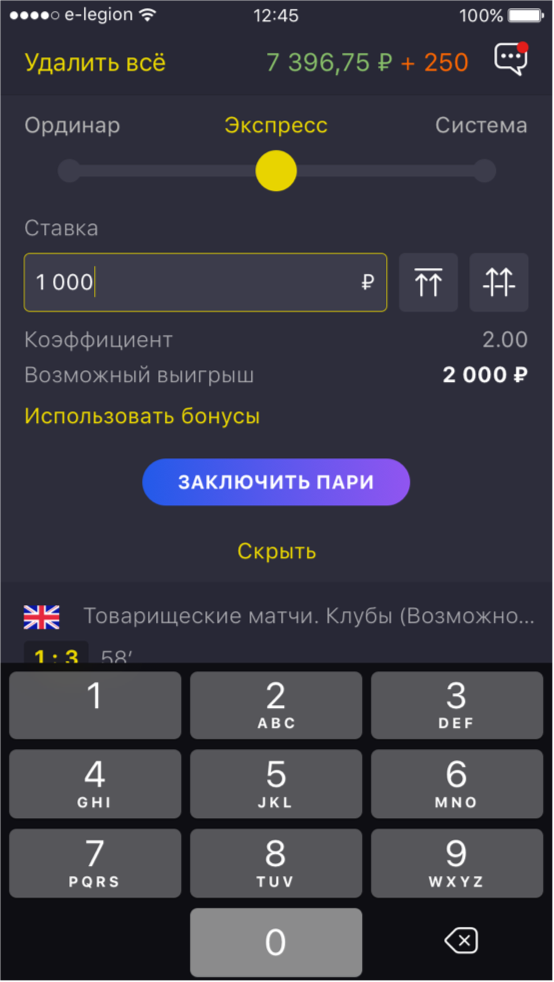 e-legion 12:45 100%
Удалить всё 7 396,75 ₽ + 250
Ординар Экспресс Система
Ставка
1 000 ₽
Коэффициент 2.00
Возможный выигрыш 2 000 ₽
Использовать бонусы
ЗАКЛЮЧИТЬ ПАРИ
Скрыть
Товарищеские матчи. Клубы (Возможно...
1 : 3 58′
1 2 3
ABC DEF
4 5 6
GHI JKL MNO
7 8 9
PQRS TUV WXYZ
0